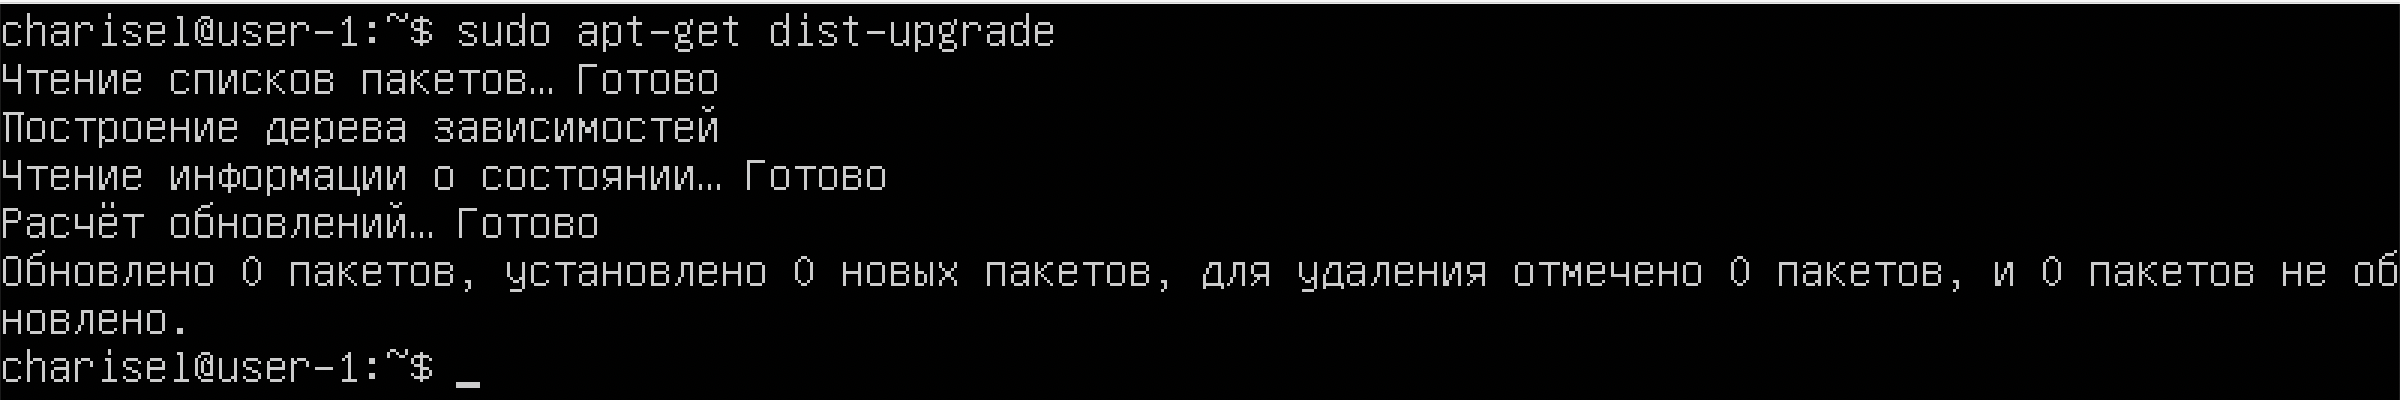 charisel@user-1:~$ sudo apt-get dist-upgrade
Чтение списков пакетов… Готово
Построение дерева зависимостей
Чтение информации о состоянии… Готово
Расчёт обновлений… Готово
Обновлено 0 пакетов, установлено 0 новых пакетов, для удаления отмечено 0 пакетов, и 0 пакетов не об
новлено.
charisel@user-1:~$ _